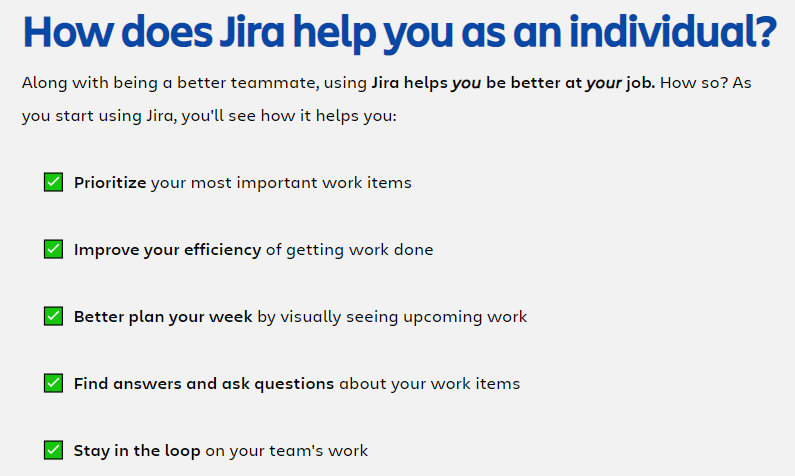 How does Jira help you as an individual?
Along with being a better teammate, using Jira helps you be better at your job. How so? As
you start using Jira, you'll see how it helps you:
Prioritize your most important work items
Improve your efficiency of getting work done
Better plan your week by visually seeing upcoming work
Find answers and ask questions about your work items
Stay in the loop on your team's work